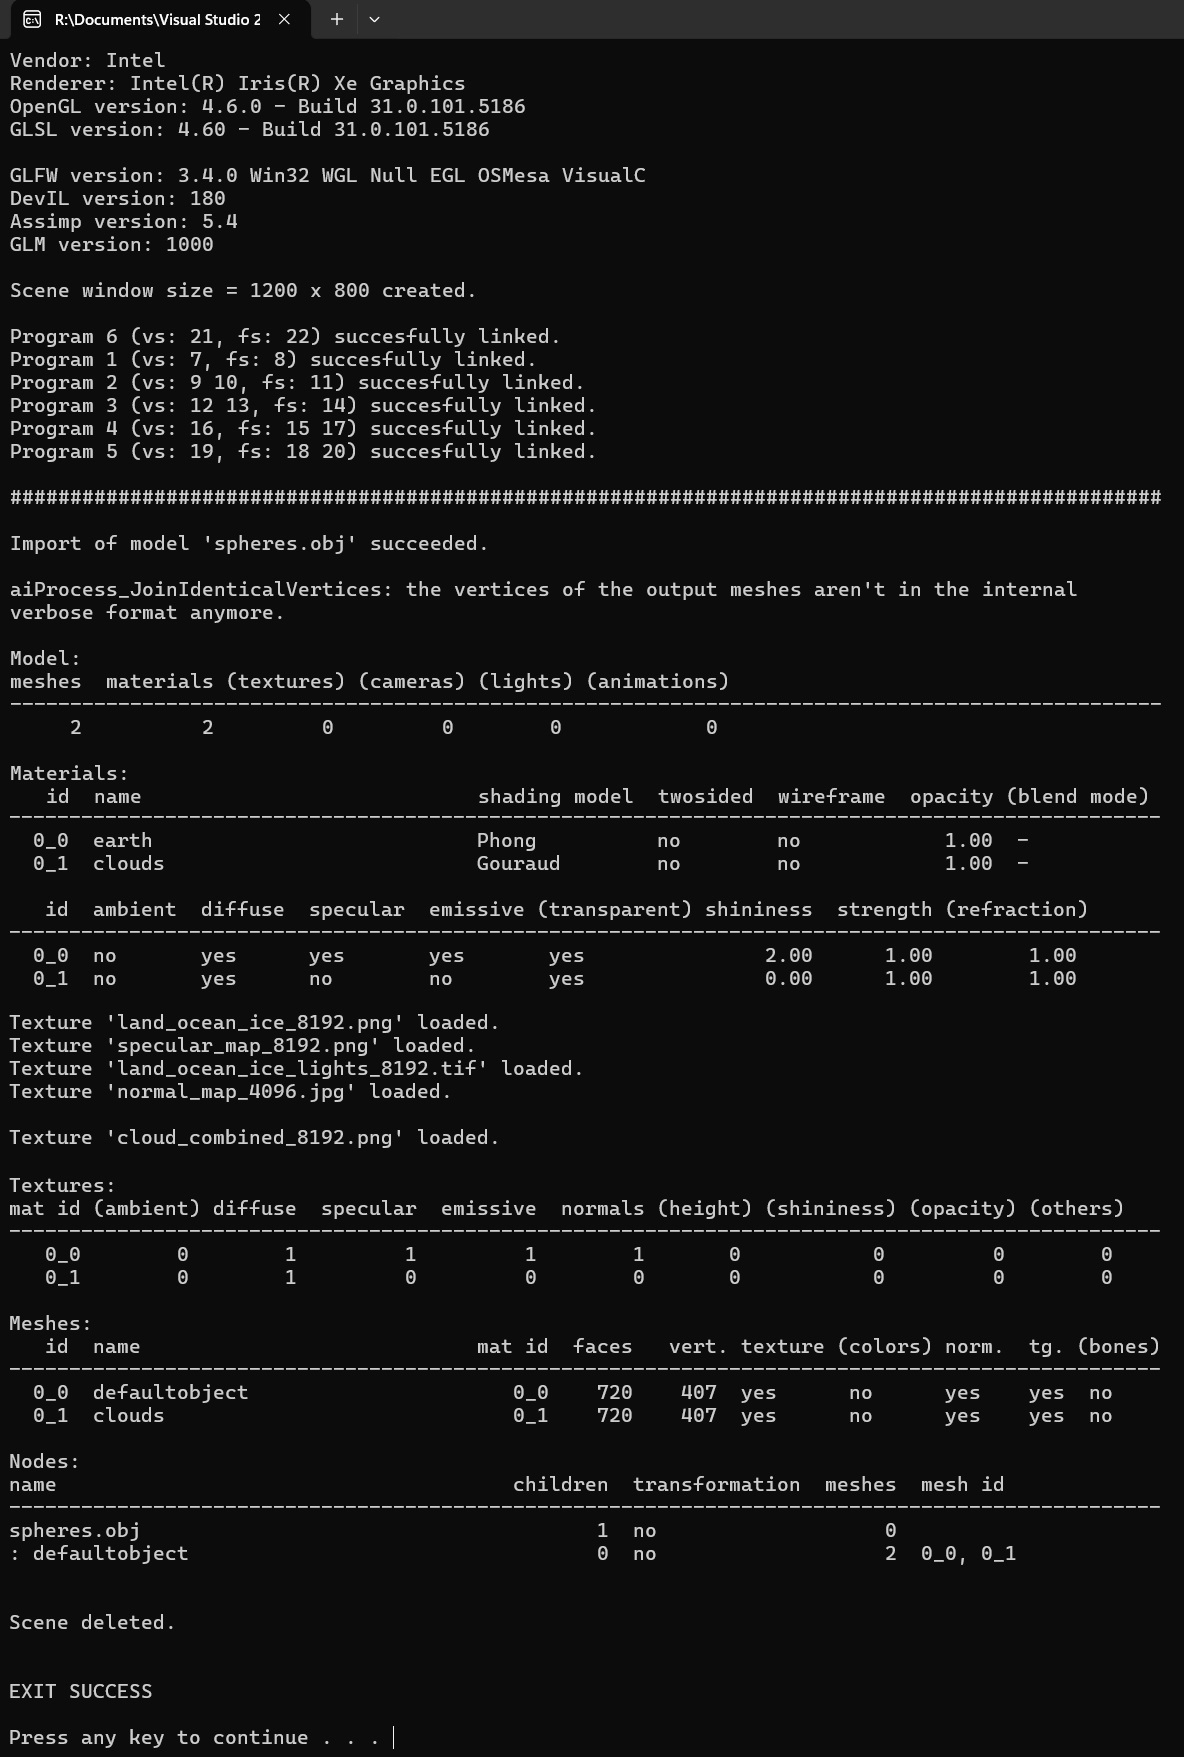 R:\Documents\Visual Studio 2
Vendor: Intel
Renderer: Intel(R) Iris(R) Xe Graphics
OpenGL version: 4.6.0 - Build 31.0.101.5186
GLSL version: 4.60 - Build 31.0.101.5186
GLFW version: 3.4.0 Win32 WGL Null EGL OSMesa VisualC
DevIL version: 180
Assimp version: 5.4
GLM version: 1000
Scene window size = 1200 x 800 created.
Program 6 (vs: 21, fs: 22) succesfully linked.
Program 1 (vs: 7, fs: 8) succesfully linked.
Program 2 (vs: 9 10, fs: 11) succesfully linked.
Program 3 (vs: 12 13, fs: 14) succesfully linked.
Program 4 (vs: 16, fs: 15 17) succesfully linked.
Program 5 (vs: 19, fs: 18 20) succesfully linked.
################################################################################################
Import of model 'spheres.obj' succeeded.
aiProcess_JoinIdenticalVertices: the vertices of the output meshes aren't in the internal
verbose format anymore.
Model:
meshes  materials (textures) (cameras) (lights) (animations)
------------------------------------------------------------------------------------------------
     2          2         0         0        0            0
Materials:
   id  name                            shading model  twosided  wireframe  opacity (blend mode)
------------------------------------------------------------------------------------------------
  0_0  earth                           Phong          no        no            1.00  -
  0_1  clouds                          Gouraud        no        no            1.00  -
   id  ambient  diffuse  specular  emissive (transparent) shininess  strength (refraction)
------------------------------------------------------------------------------------------------
  0_0  no       yes      yes       yes       yes               2.00      1.00        1.00
  0_1  no       yes      no        no        yes               0.00      1.00        1.00
Texture 'land_ocean_ice_8192.png' loaded.
Texture 'specular_map_8192.png' loaded.
Texture 'land_ocean_ice_lights_8192.tif' loaded.
Texture 'normal_map_4096.jpg' loaded.
Texture 'cloud_combined_8192.png' loaded.
Textures:
mat id (ambient) diffuse  specular  emissive  normals (height) (shininess) (opacity) (others)
------------------------------------------------------------------------------------------------
   0_0        0        1         1         1        1       0           0         0        0
   0_1        0        1         0         0        0       0           0         0        0
Meshes:
   id  name                            mat id  faces   vert. texture (colors) norm.  tg. (bones)
------------------------------------------------------------------------------------------------
  0_0  defaultobject                      0_0    720    407  yes      no      yes    yes  no
  0_1  clouds                             0_1    720    407  yes      no      yes    yes  no
Nodes:
name                                      children  transformation  meshes  mesh id
------------------------------------------------------------------------------------------------
spheres.obj                                      1  no                   0
: defaultobject                                  0  no                   2  0_0, 0_1
Scene deleted.
EXIT SUCCESS
Press any key to continue . . .